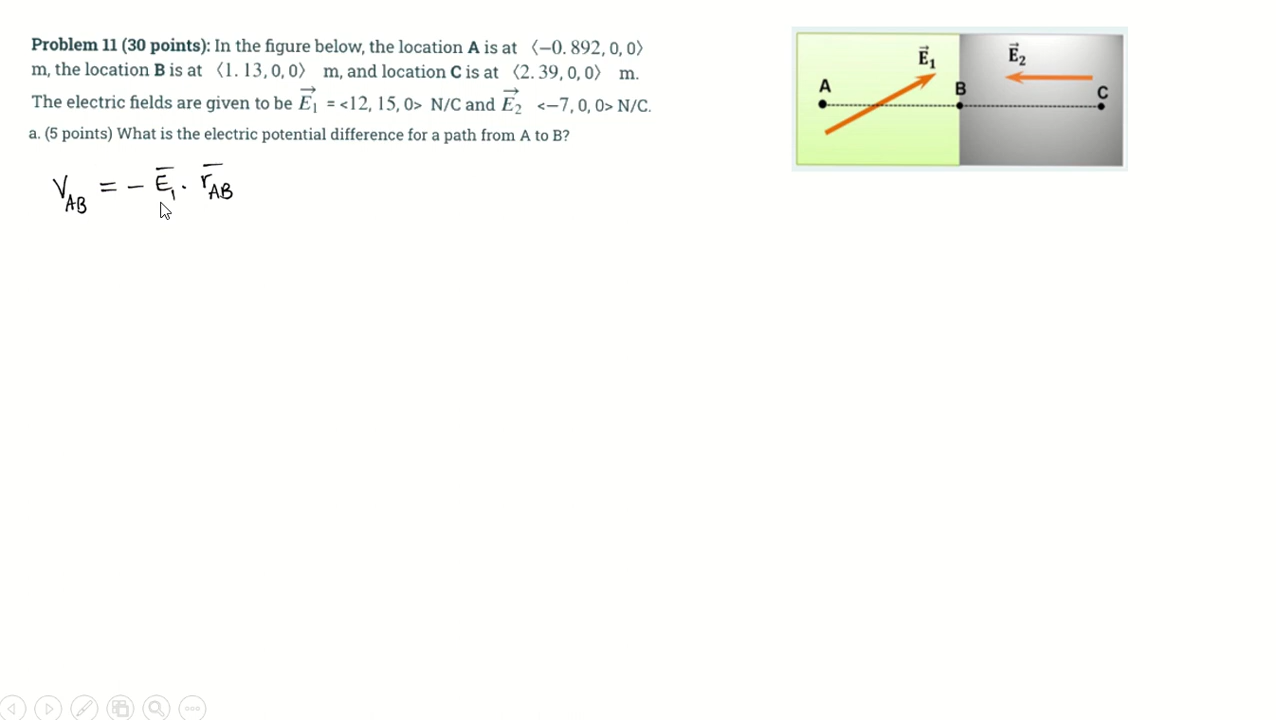 Problem 11 (30 points): In the figure below, the location A is at ⟨−0. 892, 0, 0⟩
m, the location B is at ⟨1. 13, 0, 0⟩ m, and location C is at ⟨2. 39, 0, 0⟩ m.
The electric fields are given to be E⃗₁ = <12, 15, 0> N/C and E⃗₂ <−7, 0, 0> N/C.
a. (5 points) What is the electric potential difference for a path from A to B?
V_AB = − E̅₁ · r̅_AB
E⃗₁
E⃗₂
A
B
C